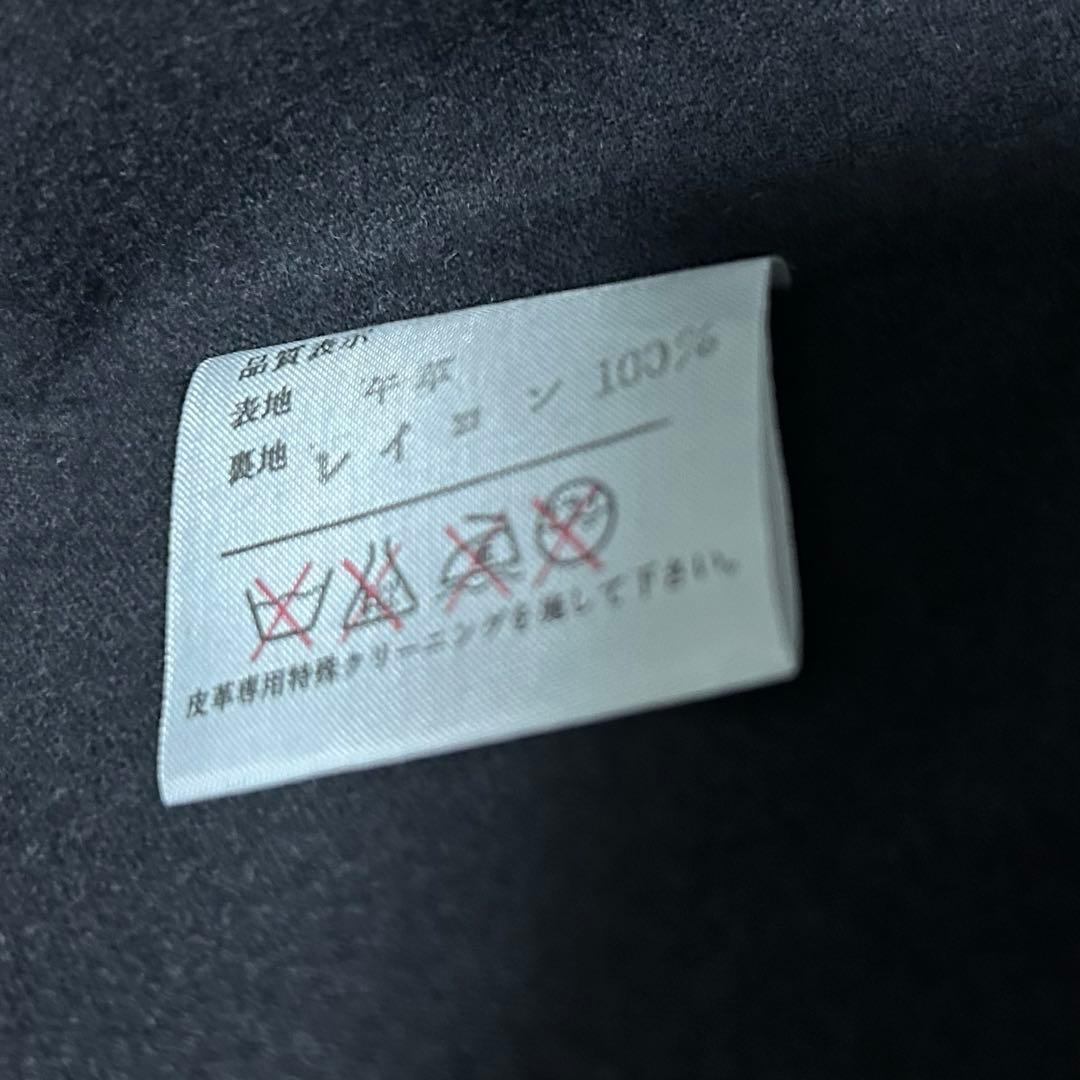 品質表示
表地 牛革
裏地 レイヨン 100%
皮革専用特殊クリーニングを通して下さい。